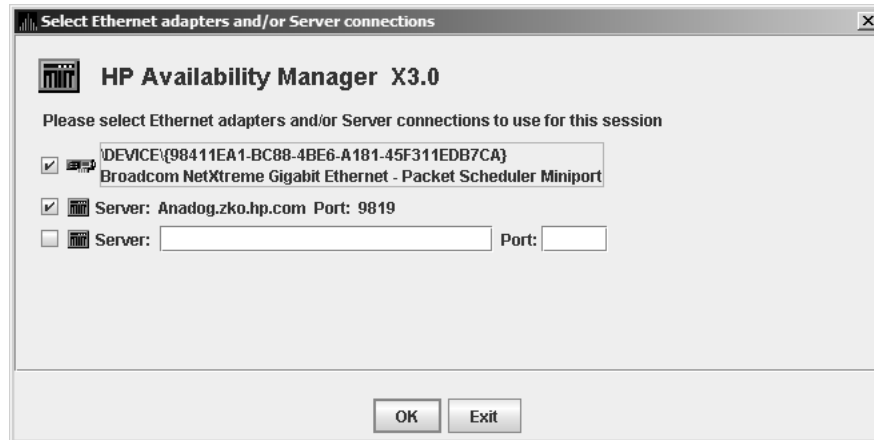 Select Ethernet adapters and/or Server connections
HP Availability Manager X3.0
Please select Ethernet adapters and/or Server connections to use for this session
\DEVICE\{98411EA1-BC88-4BE6-A181-45F311EDB7CA}
Broadcom NetXtreme Gigabit Ethernet - Packet Scheduler Miniport
Server: Anadog.zko.hp.com Port: 9819
Server: Port:
OK Exit